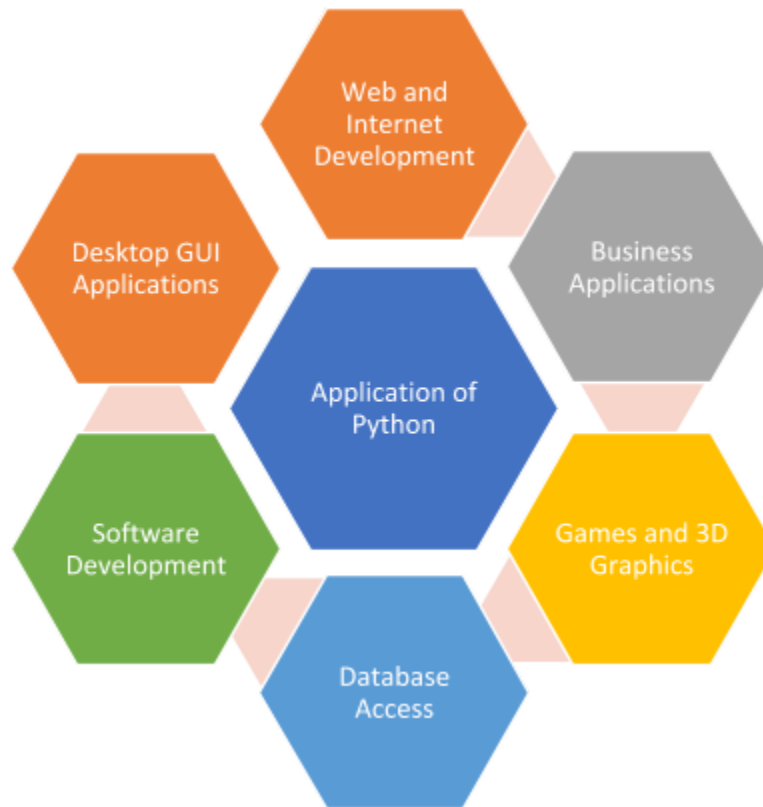 Web and
Internet
Development
Business
Applications
Games and 3D
Graphics
Database
Access
Software
Development
Desktop GUI
Applications
Application of
Python